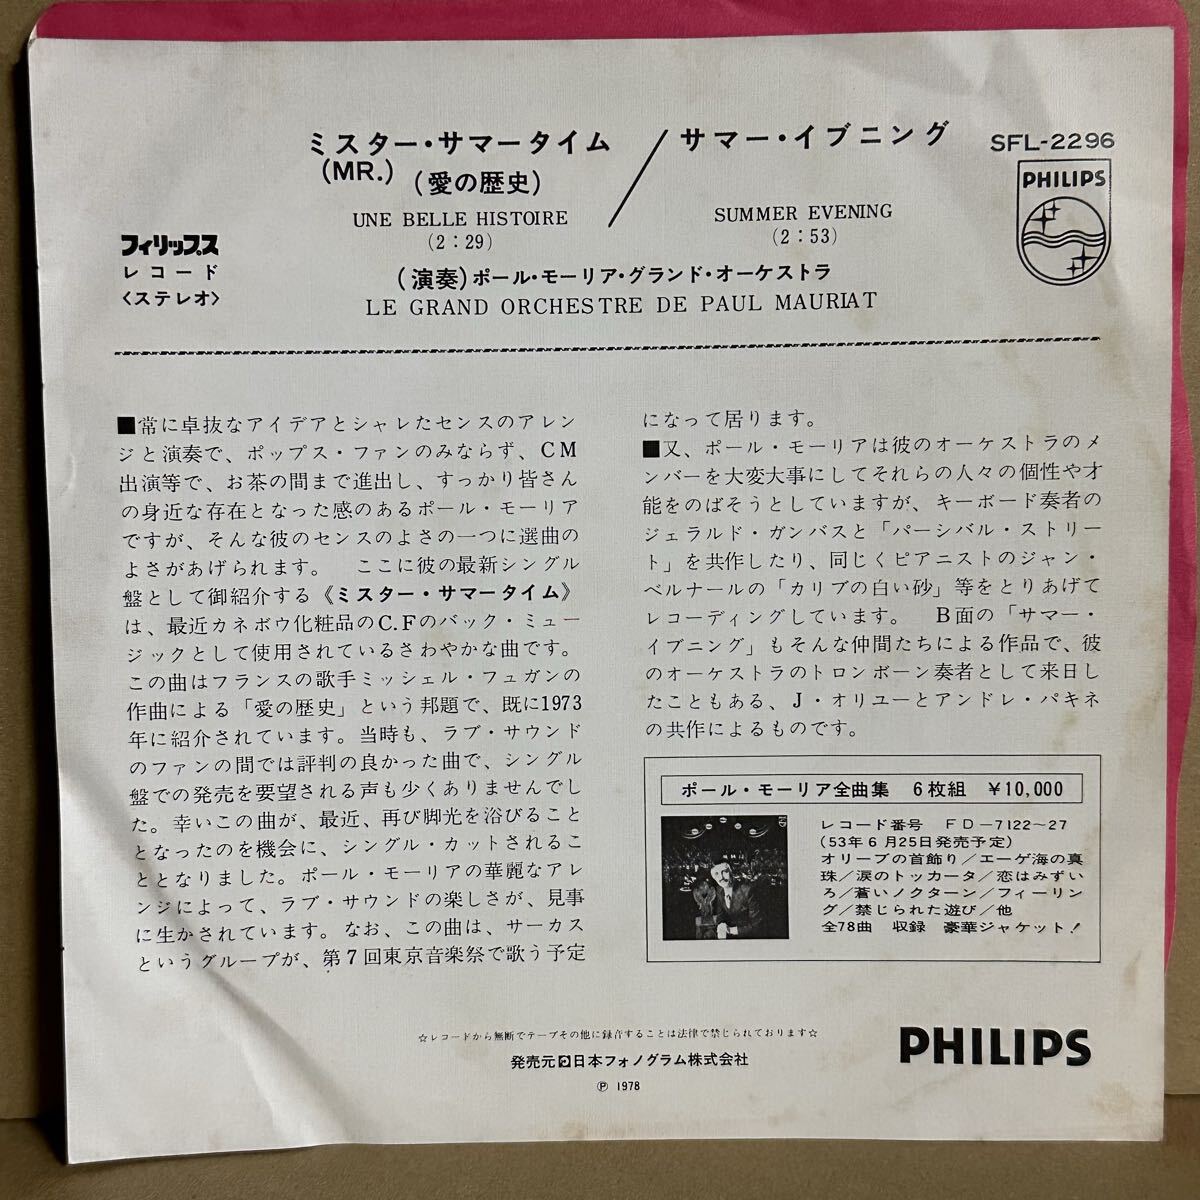 ミスター・サマータイム／サマー・イブニング
(MR.)
(愛の歴史)
UNE BELLE HISTOIRE
(2：29)
SUMMER EVENING
(2：53)
SFL-2296
PHILIPS
フィリップス
レコード
〈ステレオ〉
(演奏)ポール・モーリア・グランド・オーケストラ
LE GRAND ORCHESTRE DE PAUL MAURIAT
■常に卓抜なアイデアとシャレたセンスのアレン
ジと演奏で、ポップス・ファンのみならず、CM
出演等で、お茶の間まで進出し、すっかり皆さん
の身近な存在となった感のあるポール・モーリア
ですが、そんな彼のセンスのよさの一つに選曲の
よさがあげられます。　ここに彼の最新シングル
盤として御紹介する《ミスター・サマータイム》
は、最近カネボウ化粧品のC.Fのバック・ミュー
ジックとして使用されているさわやかな曲です。
この曲はフランスの歌手ミッシェル・フュガンの
作曲による「愛の歴史」という邦題で、既に1973
年に紹介されています。当時も、ラブ・サウンド
のファンの間では評判の良かった曲で、シングル
盤での発売を要望される声も少くありませんでし
た。幸いこの曲が、最近、再び脚光を浴びること
となったのを機会に、シングル・カットされるこ
ととなりました。ポール・モーリアの華麗なアレ
ンジによって、ラブ・サウンドの楽しさが、見事
に生かされています。なお、この曲は、サーカス
というグループが、第７回東京音楽祭で歌う予定
になって居ります。
■又、ポール・モーリアは彼のオーケストラのメ
ンバーを大変大事にしてそれらの人々の個性や才
能をのばそうとしていますが、キーボード奏者の
ジェラルド・ガンバスと「パーシバル・ストリー
ト」を共作したり、同じくピアニストのジャン・
ベルナールの「カリブの白い砂」等をとりあげて
レコーディングしています。　B面の「サマー・
イブニング」もそんな仲間たちによる作品で、彼
のオーケストラのトロンボーン奏者として来日し
たこともある、J・オリユーとアンドレ・パキネ
の共作によるものです。
ポール・モーリア全曲集　６枚組　¥10,000
レコード番号　FD－7122～27
(53年６月25日発売予定)
オリーブの首飾り／エーゲ海の真
珠／涙のトッカータ／恋はみずい
ろ／蒼いノクターン／フィーリン
グ／禁じられた遊び／他
全78曲　収録　豪華ジャケット！
☆レコードから無断でテープその他に録音することは法律で禁じられております☆
発売元 日本フォノグラム株式会社
Ⓟ 1978
PHILIPS